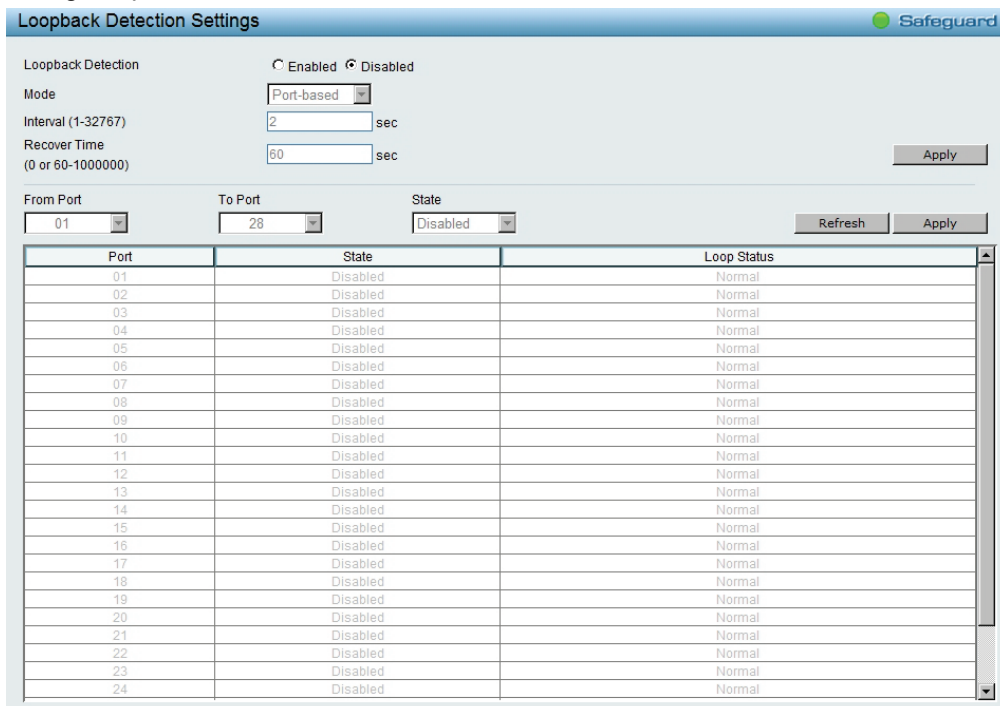 Loopback Detection Settings Safeguard
Loopback Detection Enabled Disabled
Mode Port-based
Interval (1-32767) 2 sec
Recover Time
(0 or 60-1000000) 60 sec Apply
From Port To Port State
01 28 Disabled Refresh Apply
Port State Loop Status
01 Disabled Normal
02 Disabled Normal
03 Disabled Normal
04 Disabled Normal
05 Disabled Normal
06 Disabled Normal
07 Disabled Normal
08 Disabled Normal
09 Disabled Normal
10 Disabled Normal
11 Disabled Normal
12 Disabled Normal
13 Disabled Normal
14 Disabled Normal
15 Disabled Normal
16 Disabled Normal
17 Disabled Normal
18 Disabled Normal
19 Disabled Normal
20 Disabled Normal
21 Disabled Normal
22 Disabled Normal
23 Disabled Normal
24 Disabled Normal